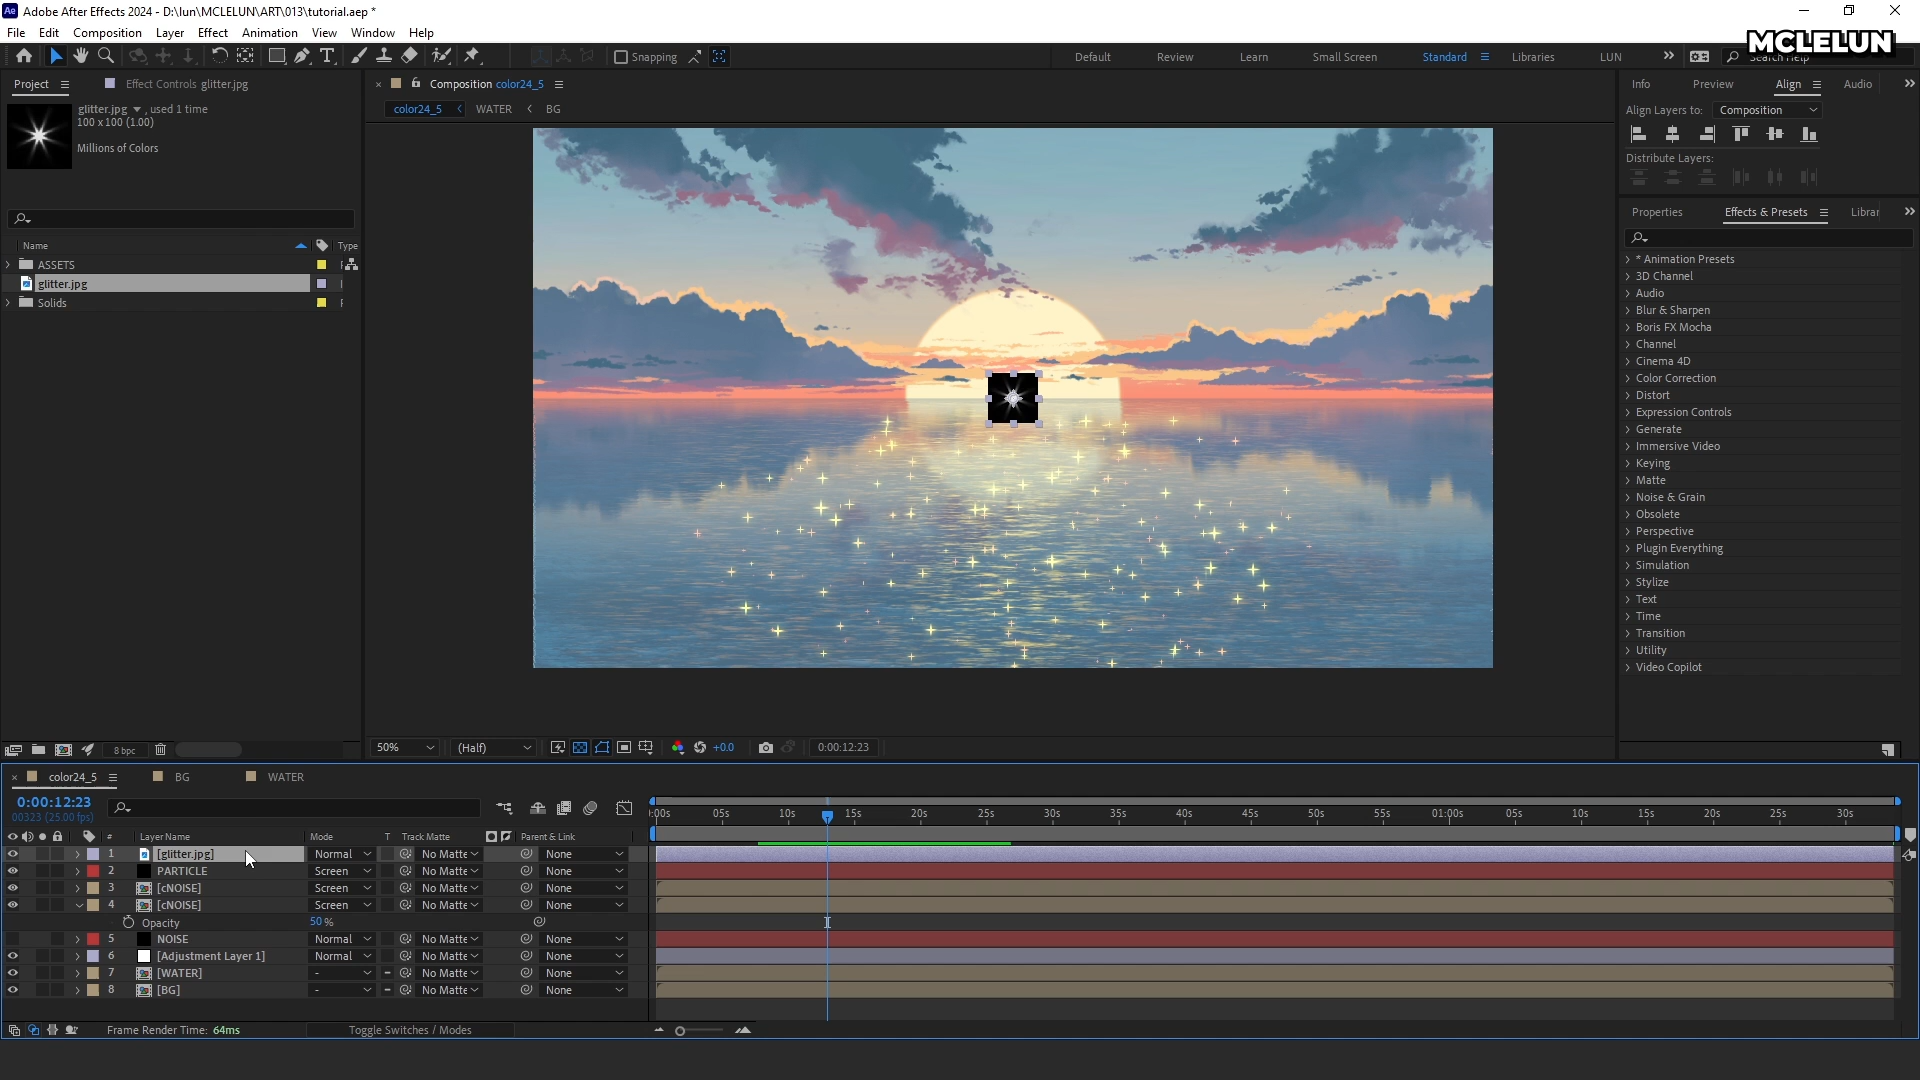 Adobe After Effects 2024 - D:\lun\MCLELUN\ART\013\tutorial.aep *
File Edit Composition Layer Effect Animation View Window Help
MCLELUN
Snapping
Default Review Learn Small Screen Standard Libraries LUN
Search Help
Project
Effect Controls glitter.jpg
glitter.jpg , used 1 time
100 x 100 (1.00)
Millions of Colors
Name Type
ASSETS
glitter.jpg
Solids
8 bpc
Composition color24_5
color24_5 WATER BG
50% (Half) +0.0 0:00:12:23
Info Preview Align Audio
Align Layers to: Composition
Distribute Layers:
Properties Effects & Presets Librar
* Animation Presets
3D Channel
Audio
Blur & Sharpen
Boris FX Mocha
Channel
Cinema 4D
Color Correction
Distort
Expression Controls
Generate
Immersive Video
Keying
Matte
Noise & Grain
Obsolete
Perspective
Plugin Everything
Simulation
Stylize
Text
Time
Transition
Utility
Video Copilot
color24_5 BG WATER
0:00:12:23
00323 (25.00 fps)
:00s 05s 10s 15s 20s 25s 30s 35s 40s 45s 50s 55s 01:00s 05s 10s 15s 20s 25s 30s
# Layer Name Mode T Track Matte Parent & Link
1 [glitter.jpg] Normal No Matte None
2 PARTICLE Screen No Matte None
3 [cNOISE] Screen No Matte None
4 [cNOISE] Screen No Matte None
Opacity 50 %
5 NOISE Normal No Matte None
6 [Adjustment Layer 1] Normal No Matte None
7 [WATER] - No Matte None
8 [BG] - No Matte None
Frame Render Time: 64ms Toggle Switches / Modes